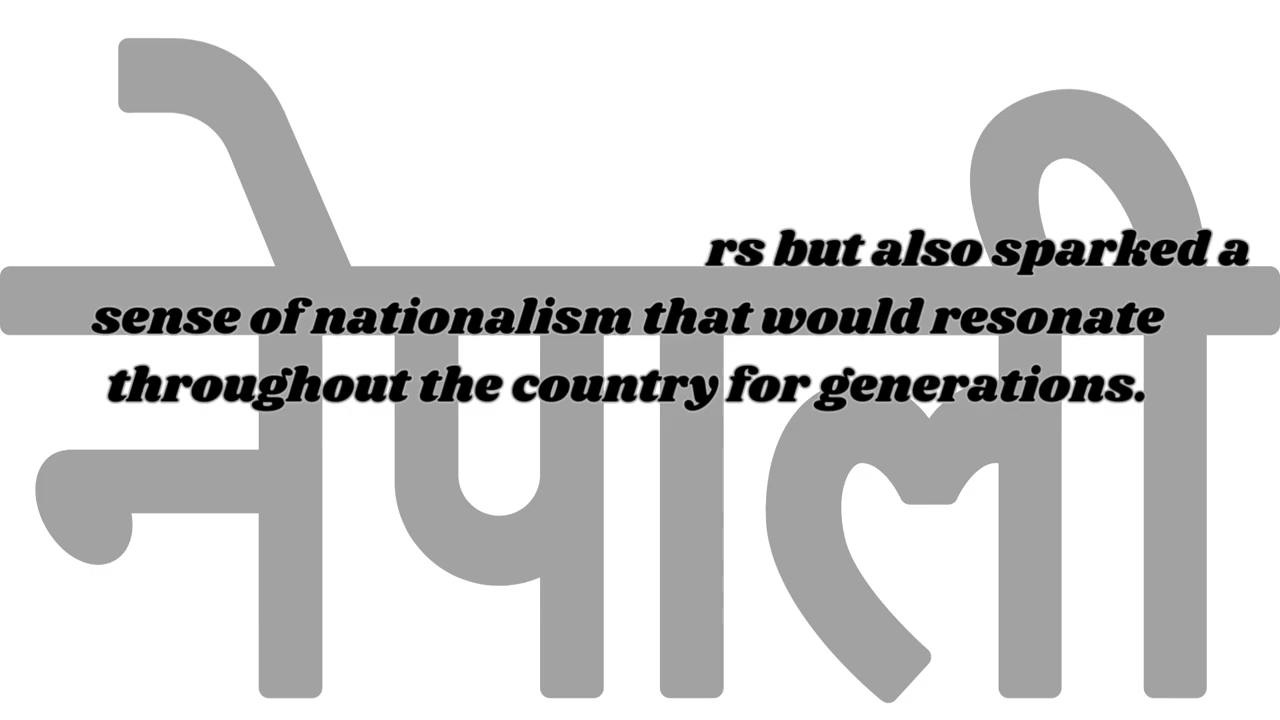 नेपाली
rs but also sparked a
sense of nationalism that would resonate
throughout the country for generations.